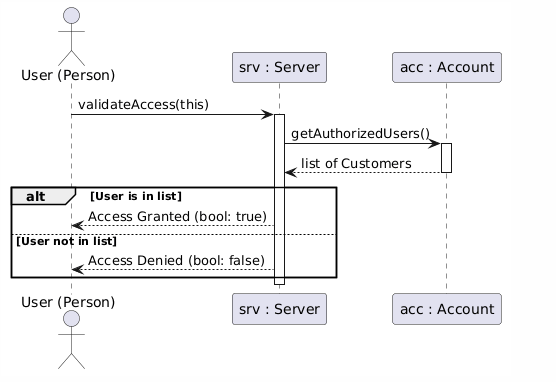 User (Person)
srv : Server
acc : Account
validateAccess(this)
getAuthorizedUsers()
list of Customers
alt
[User is in list]
Access Granted (bool: true)
[User not in list]
Access Denied (bool: false)
User (Person)
srv : Server
acc : Account